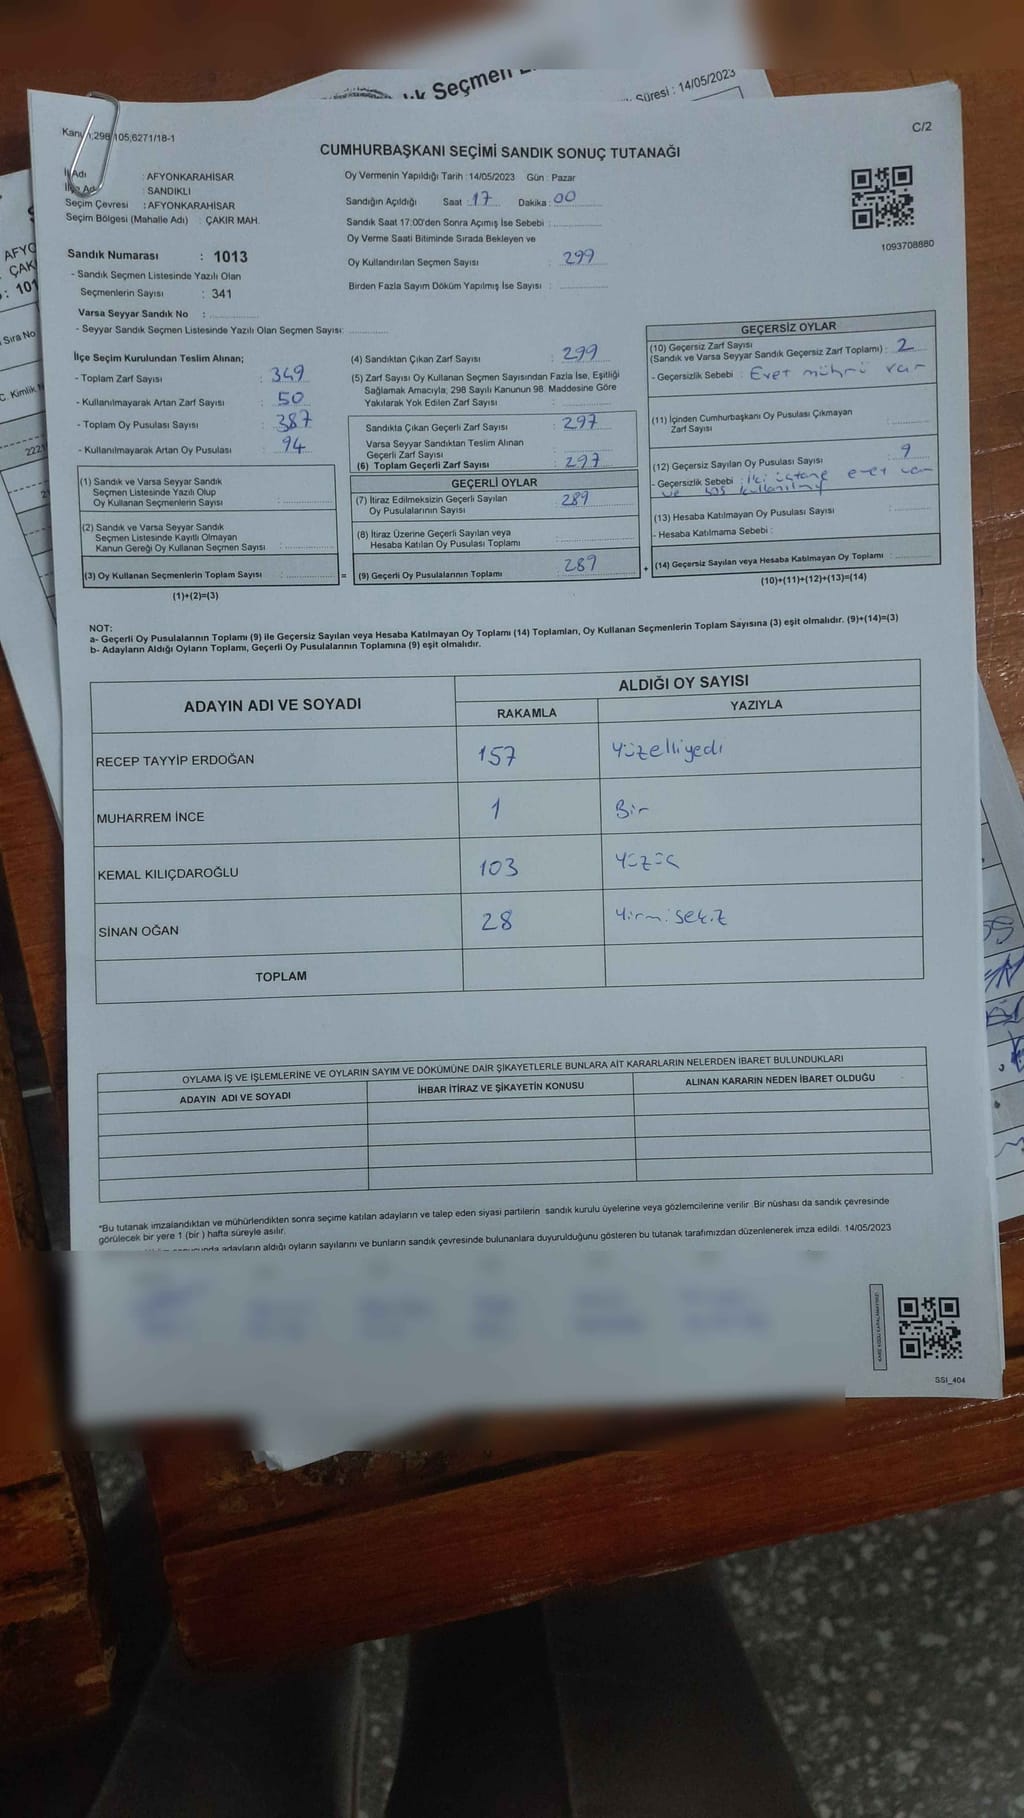 Sandık Seçmen
Süresi : 14/05/2023
298,105,6271/18-1
C/2
CUMHURBAŞKANI SEÇİMİ SANDIK SONUÇ TUTANAĞI
İl Adı : AFYONKARAHİSAR
İlçe Adı : SANDIKLI
Seçim Çevresi : AFYONKARAHİSAR
Seçim Bölgesi (Mahalle Adı) : ÇAKIR MAH.
Oy Vermenin Yapıldığı Tarih : 14/05/2023 Gün : Pazar
Sandığın Açıldığı Saat : 17 Dakika : 00
Sandık Saat 17:00'den Sonra Açımış İse Sebebi :
Oy Verme Saati Bitiminde Sırada Bekleyen ve
Oy Kullandırılan Seçmen Sayısı : 299
Birden Fazla Sayım Döküm Yapılmış İse Sayısı :
1093708880
Sandık Numarası : 1013
- Sandık Seçmen Listesinde Yazılı Olan
Seçmenlerin Sayısı : 341
Varsa Seyyar Sandık No :
- Seyyar Sandık Seçmen Listesinde Yazılı Olan Seçmen Sayısı:
İlçe Seçim Kurulundan Teslim Alınan;
- Toplam Zarf Sayısı : 349
- Kullanılmayarak Artan Zarf Sayısı : 50
- Toplam Oy Pusulası Sayısı : 387
- Kullanılmayarak Artan Oy Pusulası : 94
(1) Sandık ve Varsa Seyyar Sandık
Seçmen Listesinde Yazılı Olup
Oy Kullanan Seçmenlerin Sayısı :
(2) Sandık ve Varsa Seyyar Sandık
Seçmen Listesinde Kayıtlı Olmayan
Kanun Gereği Oy Kullanan Seçmen Sayısı :
(3) Oy Kullanan Seçmenlerin Toplam Sayısı : =
(1)+(2)=(3)
(4) Sandıktan Çıkan Zarf Sayısı : 299
(5) Zarf Sayısı Oy Kullanan Seçmen Sayısından Fazla İse, Eşitliği
Sağlamak Amacıyla; 298 Sayılı Kanunun 98. Maddesine Göre
Yakılarak Yok Edilen Zarf Sayısı :
Sandıkta Çıkan Geçerli Zarf Sayısı : 297
Varsa Seyyar Sandıktan Teslim Alınan
Geçerli Zarf Sayısı :
(6) Toplam Geçerli Zarf Sayısı : 297
GEÇERLİ OYLAR
(7) İtiraz Edilmeksizin Geçerli Sayılan
Oy Pusulalarının Sayısı : 289
(8) İtiraz Üzerine Geçerli Sayılan veya
Hesaba Katılan Oy Pusulası Toplamı :
(9) Geçerli Oy Pusulalarının Toplamı : 289 +
GEÇERSİZ OYLAR
(10) Geçersiz Zarf Sayısı
(Sandık ve Varsa Seyyar Sandık Geçersiz Zarf Toplamı) : 2
- Geçersizlik Sebebi : Evet mührü var
(11) İçinden Cumhurbaşkanı Oy Pusulası Çıkmayan
Zarf Sayısı :
(12) Geçersiz Sayılan Oy Pusulası Sayısı : 9
- Geçersizlik Sebebi : İki üstane evet
ve boş kullanılmış
(13) Hesaba Katılmayan Oy Pusulası Sayısı :
- Hesaba Katılmama Sebebi :
(14) Geçersiz Sayılan veya Hesaba Katılmayan Oy Toplamı :
(10)+(11)+(12)+(13)=(14)
NOT:
a- Geçerli Oy Pusulalarının Toplamı (9) ile Geçersiz Sayılan veya Hesaba Katılmayan Oy Toplamı (14) Toplamları, Oy Kullanan Seçmenlerin Toplam Sayısına (3) eşit olmalıdır. (9)+(14)=(3)
b- Adayların Aldığı Oyların Toplamı, Geçerli Oy Pusulalarının Toplamına (9) eşit olmalıdır.
ADAYIN ADI VE SOYADI
ALDIĞI OY SAYISI
RAKAMLA YAZIYLA
RECEP TAYYİP ERDOĞAN 157 Yüzelliyedi
MUHARREM İNCE 1 Bir
KEMAL KILIÇDAROĞLU 103 Yüzüç
SİNAN OĞAN 28 Yirmisekiz
TOPLAM
OYLAMA İŞ VE İŞLEMLERİNE VE OYLARIN SAYIM VE DÖKÜMÜNE DAİR ŞİKAYETLERLE BUNLARA AİT KARARLARIN NELERDEN İBARET BULUNDUKLARI
ADAYIN ADI VE SOYADI İHBAR İTİRAZ VE ŞİKAYETİN KONUSU ALINAN KARARIN NEDEN İBARET OLDUĞU
*Bu tutanak imzalandıktan ve mühürlendikten sonra seçime katılan adayların ve talep eden siyasi partilerin sandık kurulu üyelerine veya gözlemcilerine verilir. Bir nüshası da sandık çevresinde
görülecek bir yere 1 (bir ) hafta süreyle asılır.
adayların aldığı oyların sayılarını ve bunların sandık çevresinde bulunanlara duyurulduğunu gösteren bu tutanak tarafımızdan düzenlenerek imza edildi. 14/05/2023
SSI_404